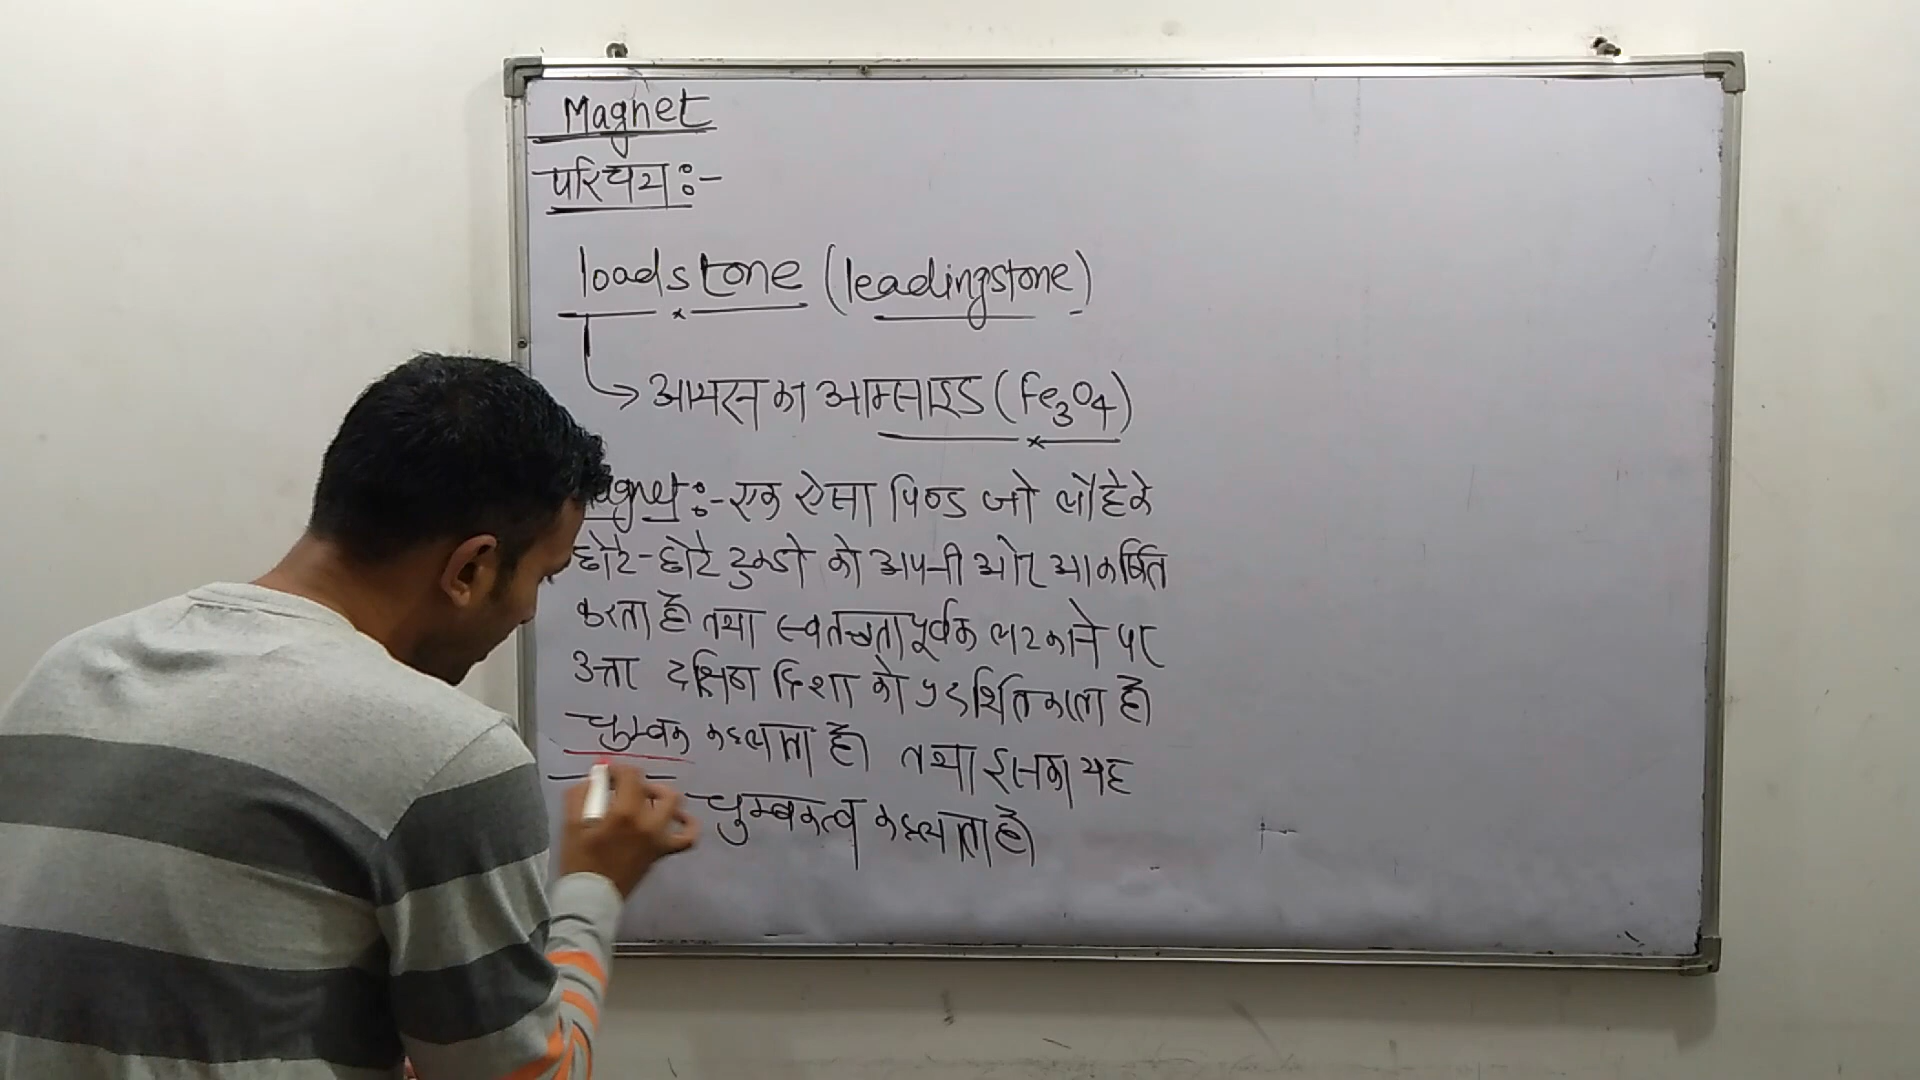 Magnet
परिचय :-
loadstone (leadingstone)
आयरन का आक्साइड (Fe3O4)
agnet :- एक ऐसा पिण्ड जो लौहे के
छोटे-छोटे टुकडो को अपनी ओर आकर्षित
करता है तथा स्वतन्त्रतापूर्वक लटकाने पर
उत्तर दक्षिण दिशा को प्रदर्शित करता है।
चुम्बक कहलाता है। तथा इसका यह
चुम्बकत्व कहलाता है।